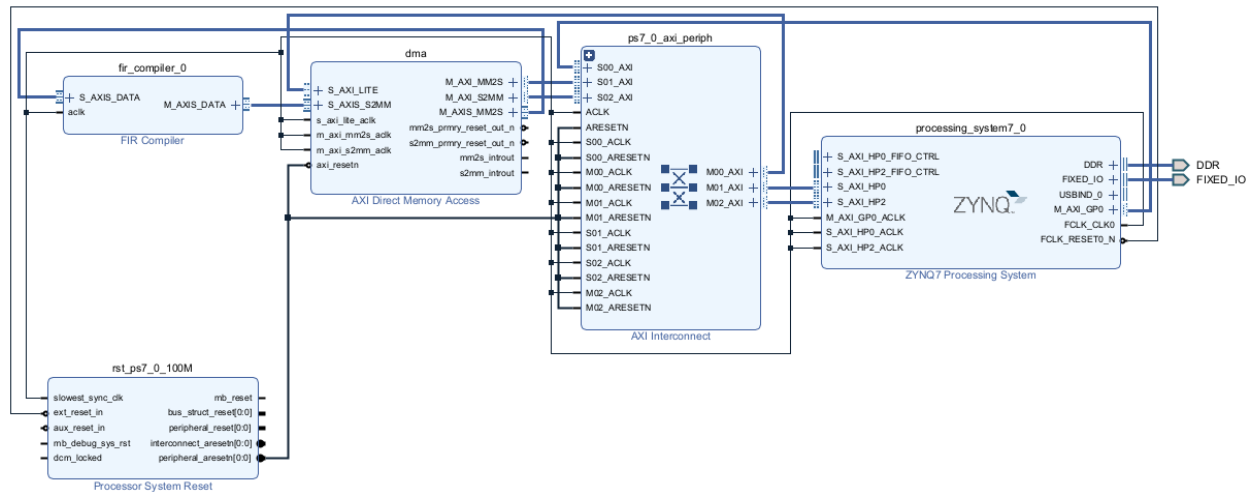 fir_compiler_0
S_AXIS_DATA
aclk
M_AXIS_DATA
FIR Compiler
dma
S_AXI_LITE
S_AXIS_S2MM
s_axi_lite_aclk
m_axi_mm2s_aclk
m_axi_s2mm_aclk
axi_resetn
M_AXI_MM2S
M_AXI_S2MM
M_AXIS_MM2S
mm2s_prmry_reset_out_n
s2mm_prmry_reset_out_n
mm2s_introut
s2mm_introut
AXI Direct Memory Access
ps7_0_axi_periph
S00_AXI
S01_AXI
S02_AXI
ACLK
ARESETN
S00_ACLK
S00_ARESETN
M00_ACLK
M00_ARESETN
M01_ACLK
M01_ARESETN
S01_ACLK
S01_ARESETN
S02_ACLK
S02_ARESETN
M02_ACLK
M02_ARESETN
M00_AXI
M01_AXI
M02_AXI
AXI Interconnect
processing_system7_0
S_AXI_HP0_FIFO_CTRL
S_AXI_HP2_FIFO_CTRL
S_AXI_HP0
S_AXI_HP2
M_AXI_GP0_ACLK
S_AXI_HP0_ACLK
S_AXI_HP2_ACLK
ZYNQ
DDR
FIXED_IO
USBIND_0
M_AXI_GP0
FCLK_CLK0
FCLK_RESET0_N
ZYNQ7 Processing System
DDR
FIXED_IO
rst_ps7_0_100M
slowest_sync_clk
ext_reset_in
aux_reset_in
mb_debug_sys_rst
dcm_locked
mb_reset
bus_struct_reset[0:0]
peripheral_reset[0:0]
interconnect_aresetn[0:0]
peripheral_aresetn[0:0]
Processor System Reset